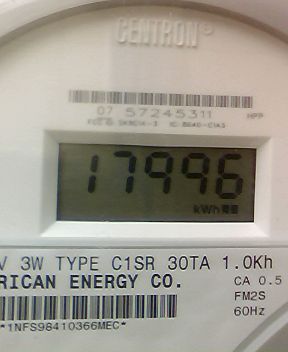 CENTRON®
07 57245311 HPP
17996
kWh
V 3W TYPE C1SR 30TA 1.0Kh
RICAN ENERGY CO. CA 0.5
FM2S
60Hz
*1NFS98410366MEC*